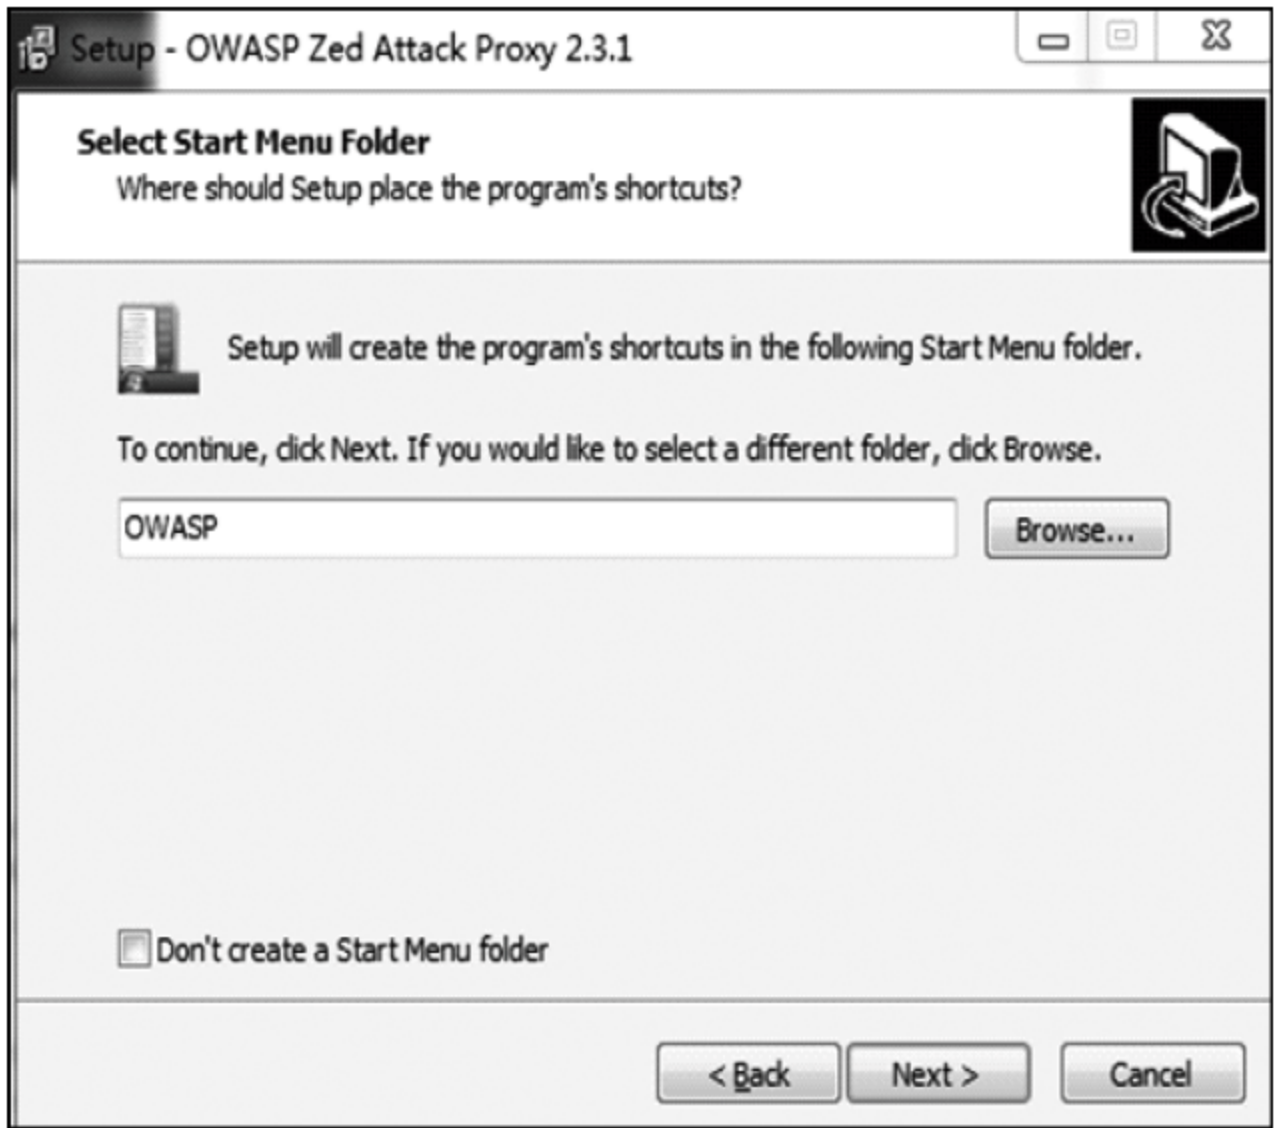 Setup - OWASP Zed Attack Proxy 2.3.1
Select Start Menu Folder
Where should Setup place the program's shortcuts?
Setup will create the program's shortcuts in the following Start Menu folder.
To continue, click Next. If you would like to select a different folder, click Browse.
OWASP
Browse...
Don't create a Start Menu folder
< Back
Next >
Cancel